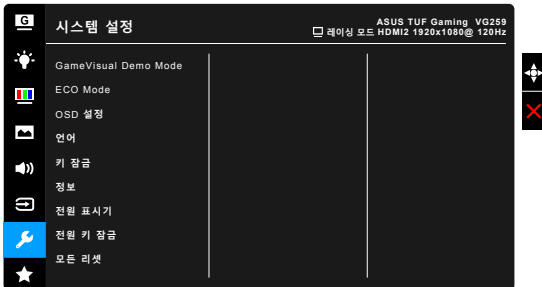 G
시스템 설정
ASUS TUF Gaming VG259
레이싱 모드 HDMI2 1920x1080@ 120Hz
GameVisual Demo Mode
ECO Mode
OSD 설정
언어
키 잠금
정보
전원 표시기
전원 키 잠금
모든 리셋